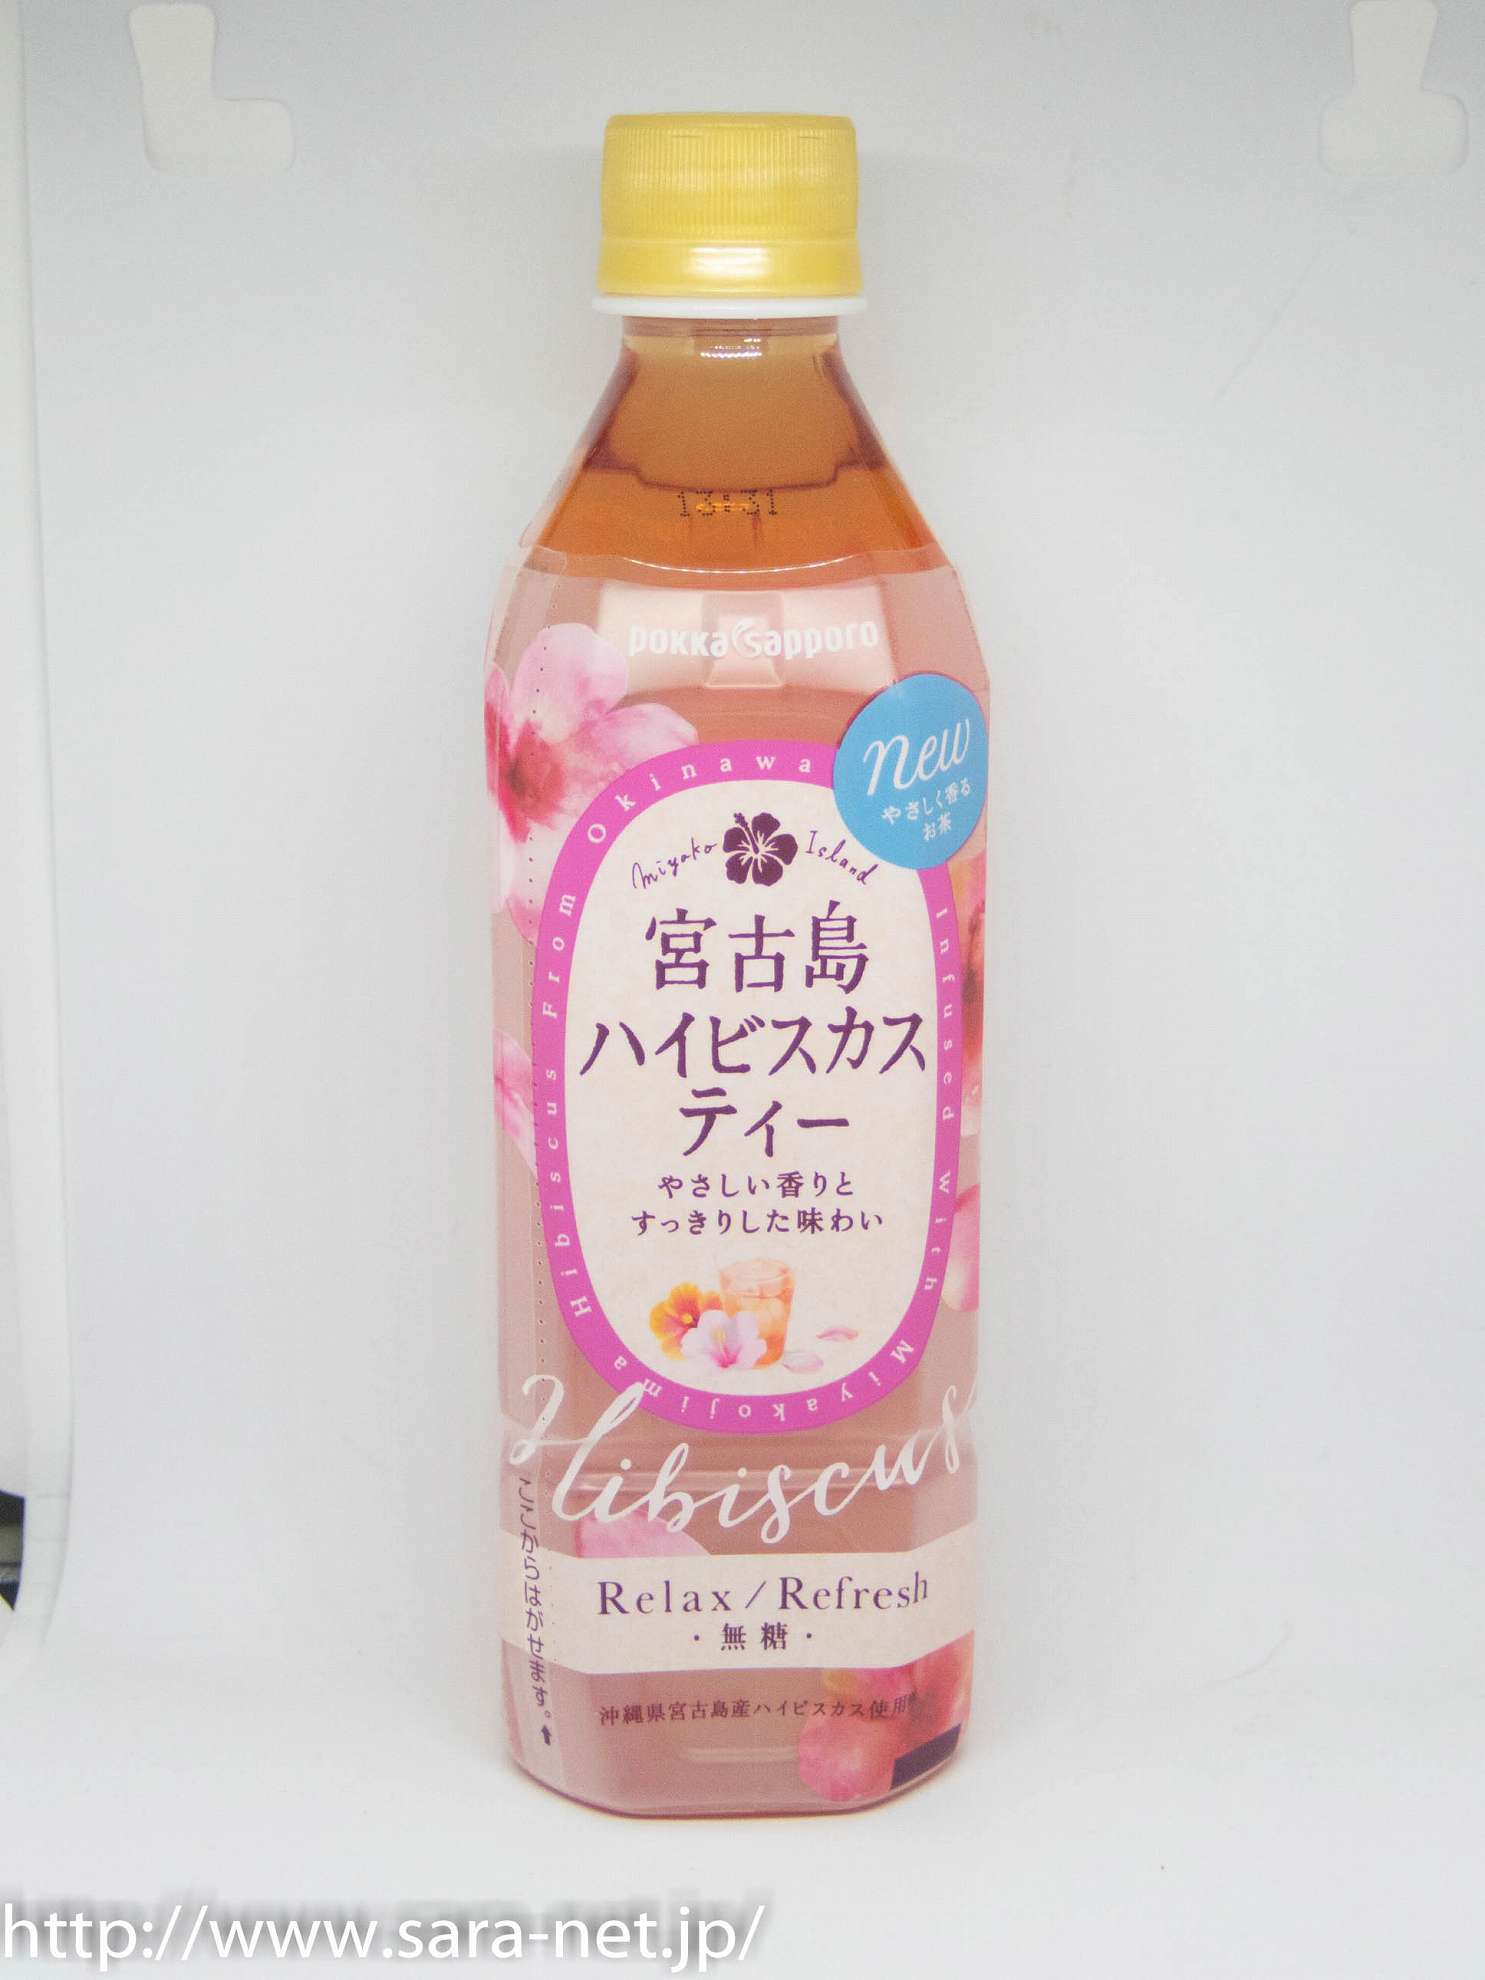 13:31
pokka sapporo
new
やさしく香る
お茶
Infused with Miyakojima Hibiscus From Okinawa
Miyako Island
宮古島
ハイビスカス
ティー
やさしい香りと
すっきりした味わい
Hibiscus
Relax/Refresh
・無糖・
沖縄県宮古島産ハイビスカス使用
ここからはがせます。
http://www.sara-net.jp/